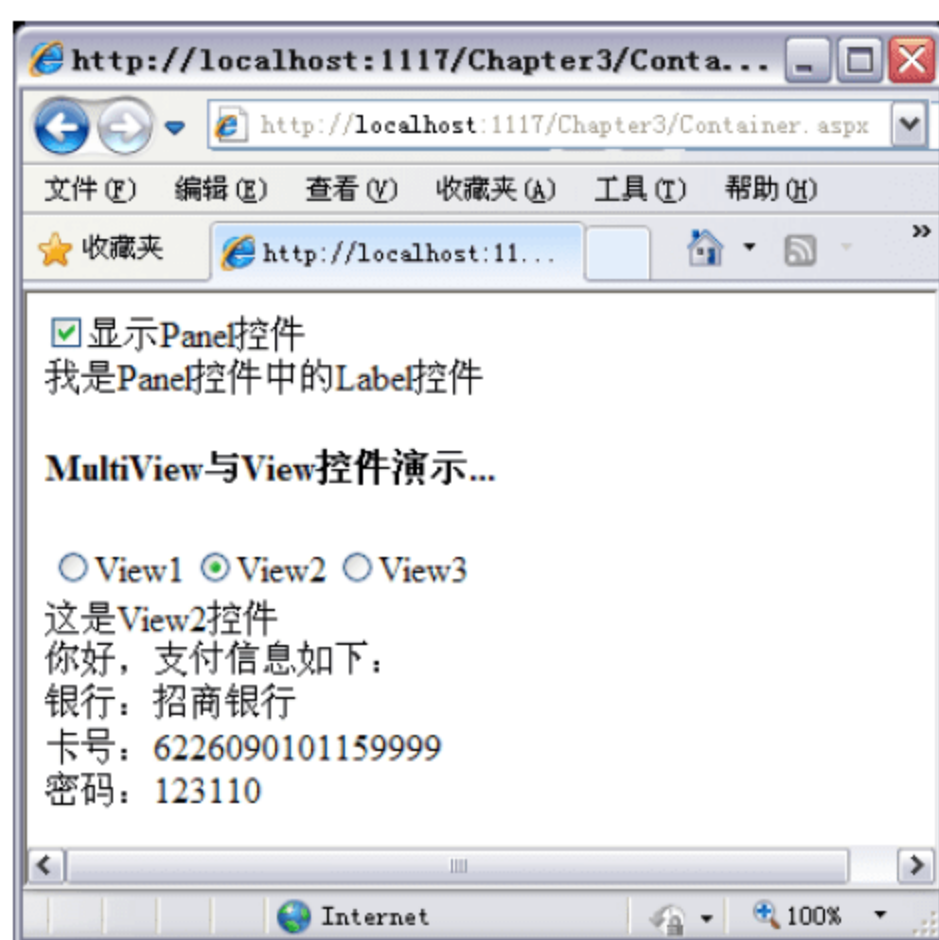 http://localhost:1117/Chapter3/Conta...
http://localhost:1117/Chapter3/Container.aspx
文件(F) 编辑(E) 查看(V) 收藏夹(A) 工具(T) 帮助(H)
收藏夹 http://localhost:11... »
显示Panel控件
我是Panel控件中的Label控件
MultiView与View控件演示...
View1 View2 View3
这是View2控件
你好，支付信息如下：
银行：招商银行
卡号：6226090101159999
密码：123110
Internet 100%